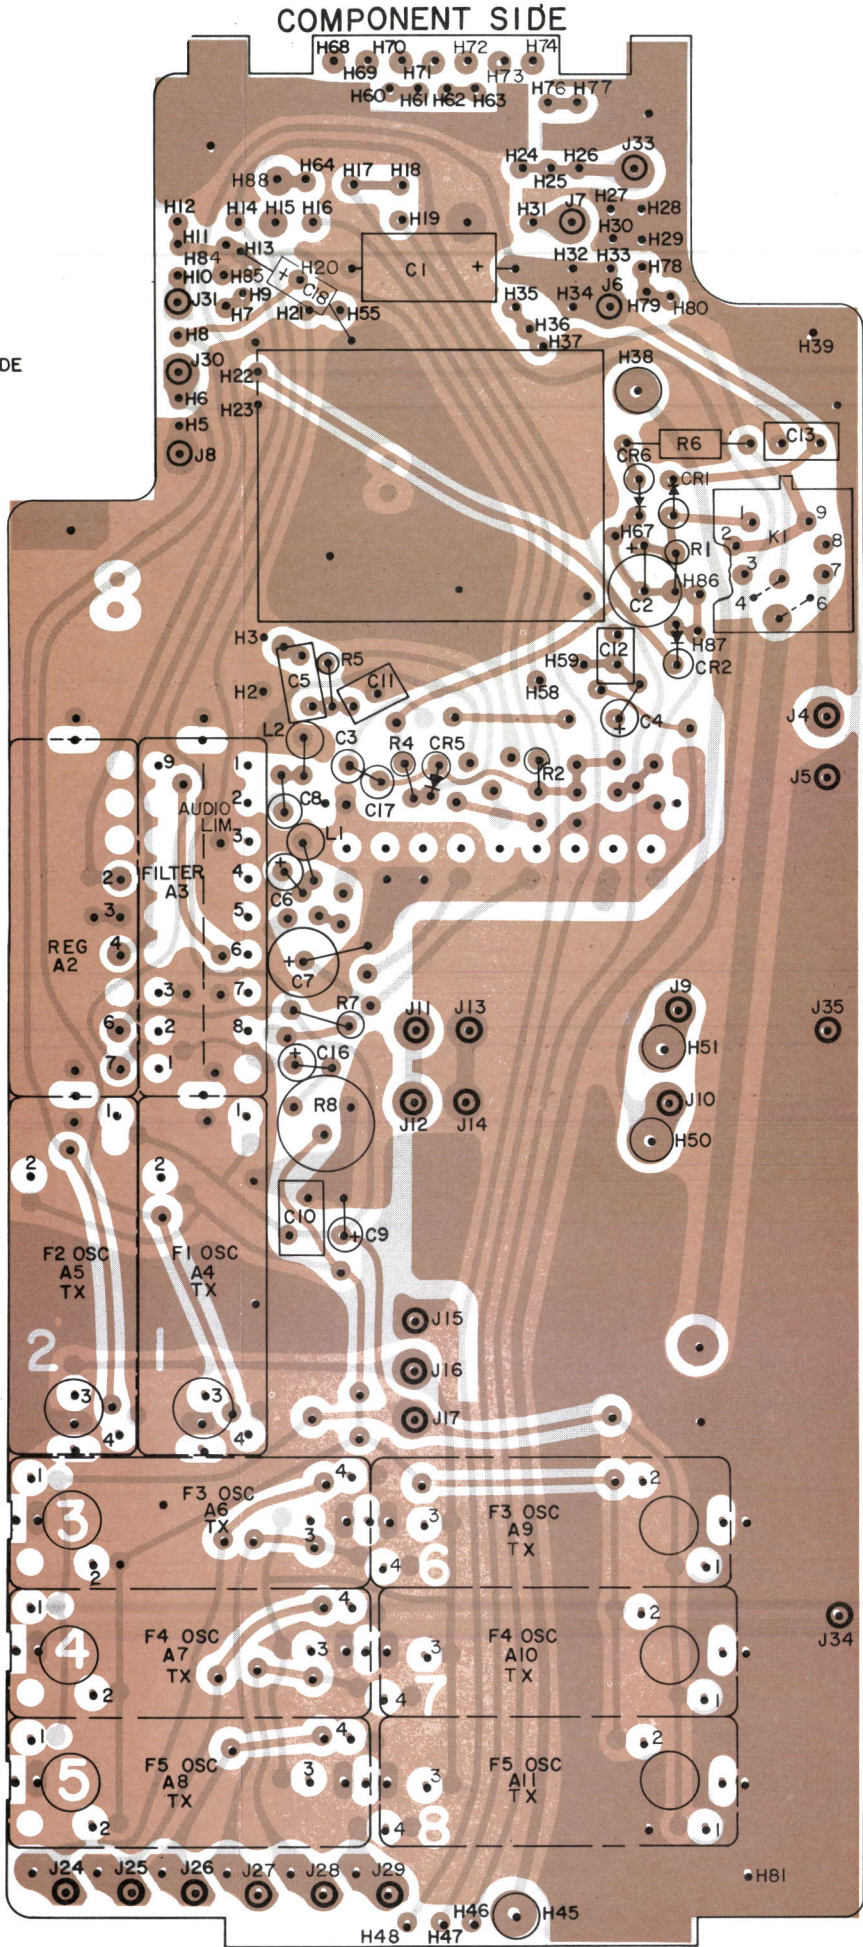 COMPONENT SIDE
H68 H70 H72 H74
H69 H71 H73
H60 H61 H62 H63
H76 H77
J33
H24 H26
H25
H88 H64 H17 H18
H12 H14 H15 H16 H19 H31 J7 H27 H28
H11 H13 H30 H29
H84
H10 H85 H20 C1 + H32 H33 H78
J31 H9 + C18 J6
H7 H21 H55 H35 H34 H79 H80
H8 H36 H39
H37
DE
J30 H22 H38
H6 H23
H5
J8 R6 C13
CR6 CR1
1 9
H67 2 K1 8
+ R1
3 7
H86
C2 4 6
8
H3 H87
R5 C12
C5 C11 H59 CR2
H2 H58
C4 J4
+
L2 C3 R4 CR5
9 1 R2 J5
C8 C17
2
AUDIO
LIM 3 L1
2 FILTER 4 +
A3
3 C6
5
REG
A2 4 6
+ C7
3 7 R7 J9
6 2 8 J11 J13 J35
H51
7 1 + C16
R8 J12 J14 J10
1 1 H50
2 2
C10 + C9
F2 OSC F1 OSC
A5 A4
TX TX
J15
2 1 J16
3 3
J17
4 4
1 4 2
F3 OSC
A6
TX
F3 OSC
A9
TX
3 3 3
2 4 6 1
1 4 2
F4 OSC
A7
TX
F4 OSC
A10
TX
J34
4 3 3
2 4 7 1
1 4 2
F5 OSC
A8
TX
F5 OSC
A11
TX
5 3 3
2 4 8 1
J24 J25 J26 J27 J28 J29 H81
H48 H47 H46 H45